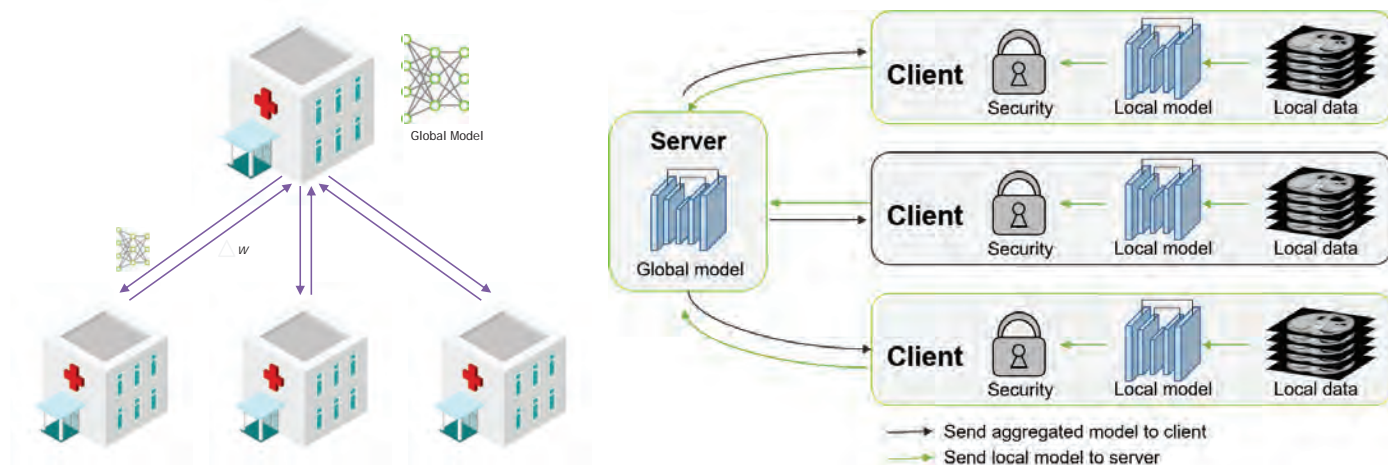 Global Model
△ w
Server
Global model
Client
Security
Local model
Local data
Client
Security
Local model
Local data
Client
Security
Local model
Local data
Send aggregated model to client
Send local model to server